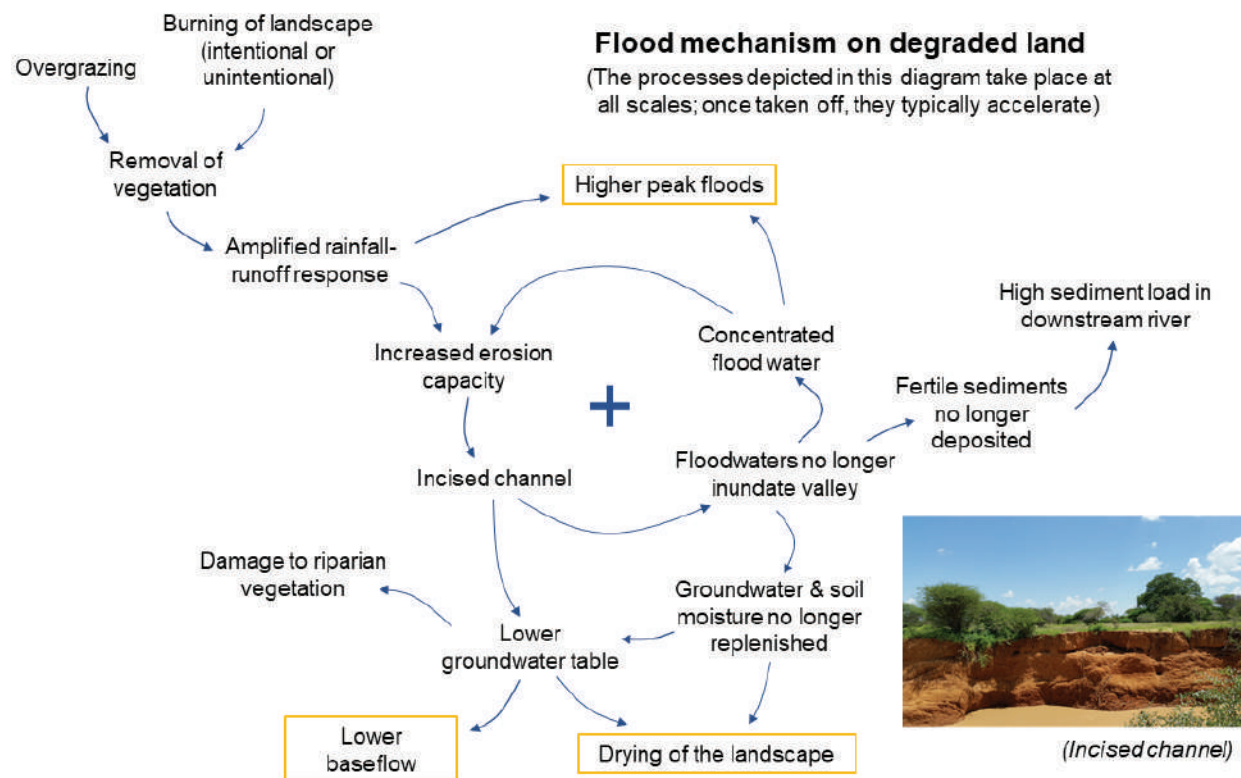 Burning of landscape
(intentional or
unintentional)
Overgrazing
Flood mechanism on degraded land
(The processes depicted in this diagram take place at
all scales; once taken off, they typically accelerate)
Removal of
vegetation
Higher peak floods
Amplified rainfall-
runoff response
High sediment load in
downstream river
Increased erosion
capacity
Concentrated
flood water
+
Fertile sediments
no longer
deposited
Incised channel
Floodwaters no longer
inundate valley
Damage to riparian
vegetation
Groundwater & soil
moisture no longer
replenished
Lower
groundwater table
Lower
baseflow
Drying of the landscape
(Incised channel)